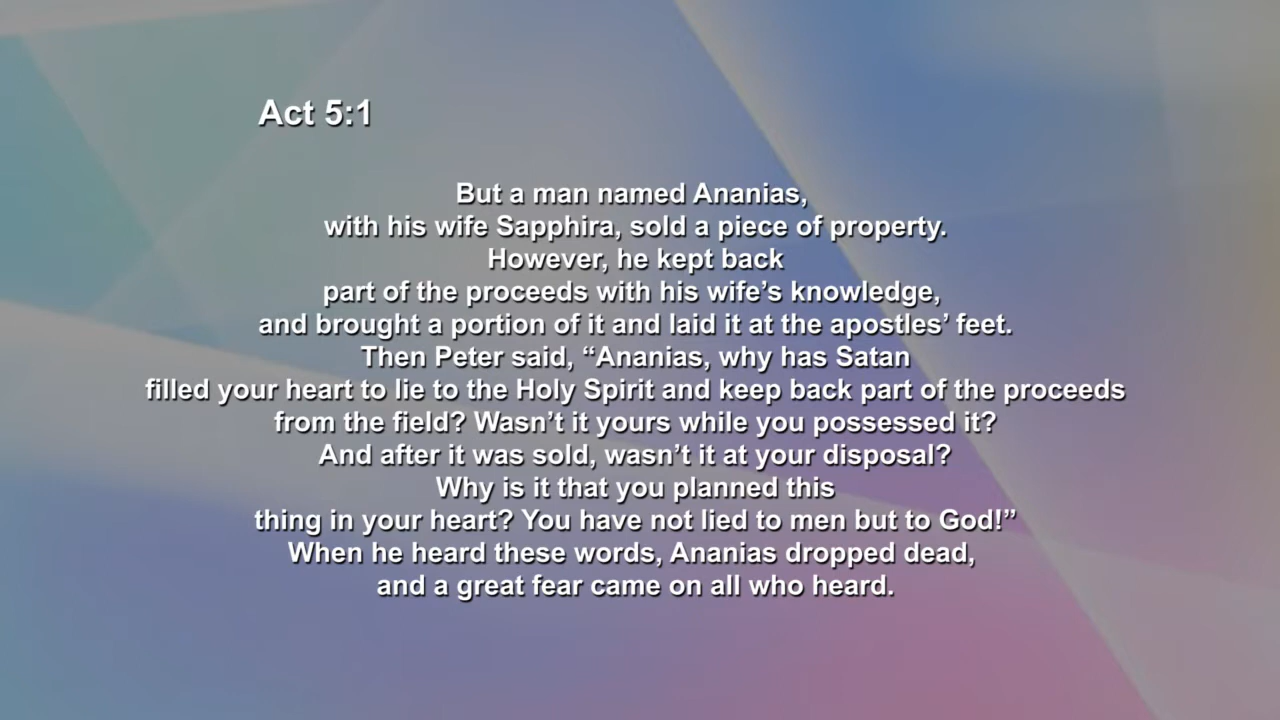 Act 5:1
But a man named Ananias,
with his wife Sapphira, sold a piece of property.
However, he kept back
part of the proceeds with his wife’s knowledge,
and brought a portion of it and laid it at the apostles’ feet.
Then Peter said, “Ananias, why has Satan
filled your heart to lie to the Holy Spirit and keep back part of the proceeds
from the field? Wasn’t it yours while you possessed it?
And after it was sold, wasn’t it at your disposal?
Why is it that you planned this
thing in your heart? You have not lied to men but to God!”
When he heard these words, Ananias dropped dead,
and a great fear came on all who heard.